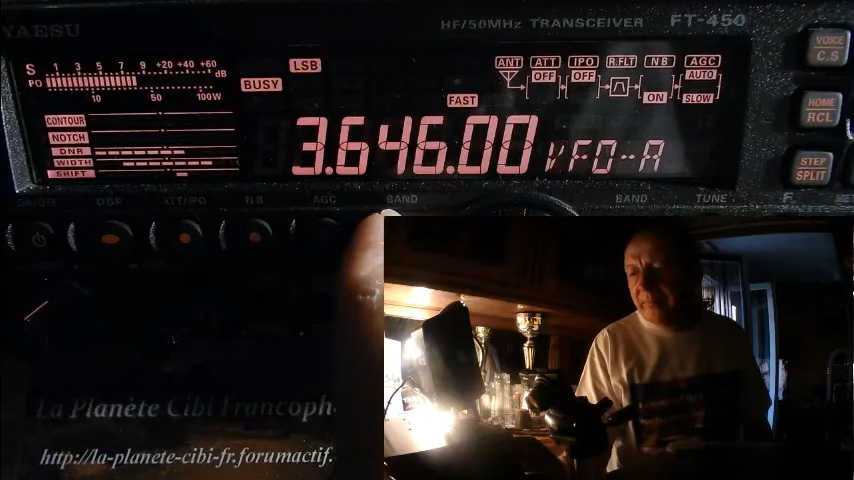 YAESU
HF/50MHz TRANSCEIVER FT-450
VOICE
C.S
S 1 3 5 7 9 +20 +40 +60 dB
PO
10 50 100W
LSB
BUSY
FAST
ANT ATT IPO R.FLT NB AGC
OFF OFF AUTO
ON SLOW
HOME
RCL
CONTOUR
NOTCH
DNR
WIDTH
SHIFT
3.646.00 VFO-A
STEP
SPLIT
ON/OFF DSP ATT/IPO NB AGC BAND BAND TUNE F
La Planète Cibi Francoph
http://la-planete-cibi-fr.forumactif.